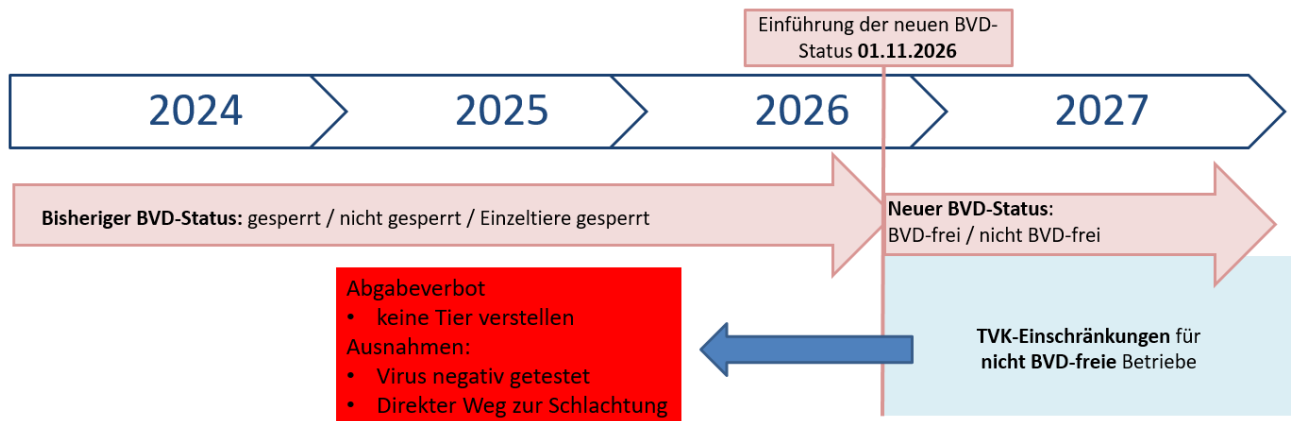 Einführung der neuen BVD-
Status 01.11.2026
2024
2025
2026
2027
Bisheriger BVD-Status: gesperrt / nicht gesperrt / Einzeltiere gesperrt
Neuer BVD-Status:
BVD-frei / nicht BVD-frei
Abgabeverbot
• keine Tier verstellen
Ausnahmen:
• Virus negativ getestet
• Direkter Weg zur Schlachtung
TVK-Einschränkungen für
nicht BVD-freie Betriebe